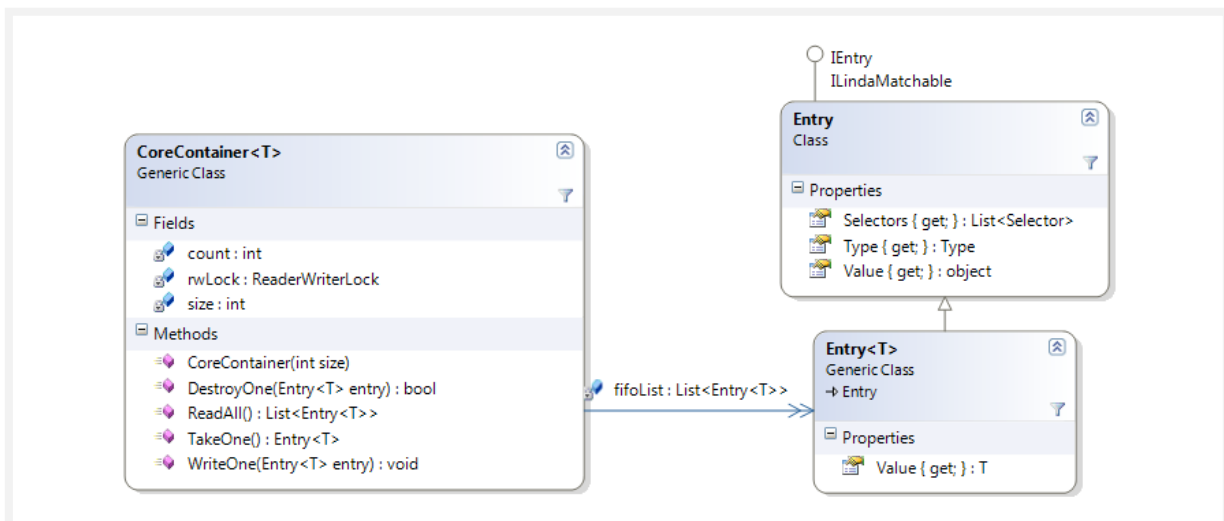 IEntry
ILindaMatchable
Entry
Class
Properties
Selectors { get; } : List<Selector>
Type { get; } : Type
Value { get; } : object
CoreContainer<T>
Generic Class
Fields
count : int
rwLock : ReaderWriterLock
size : int
Methods
CoreContainer(int size)
DestroyOne(Entry<T> entry) : bool
ReadAll() : List<Entry<T>>
TakeOne() : Entry<T>
WriteOne(Entry<T> entry) : void
fifoList : List<Entry<T>>
Entry<T>
Generic Class
→ Entry
Properties
Value { get; } : T